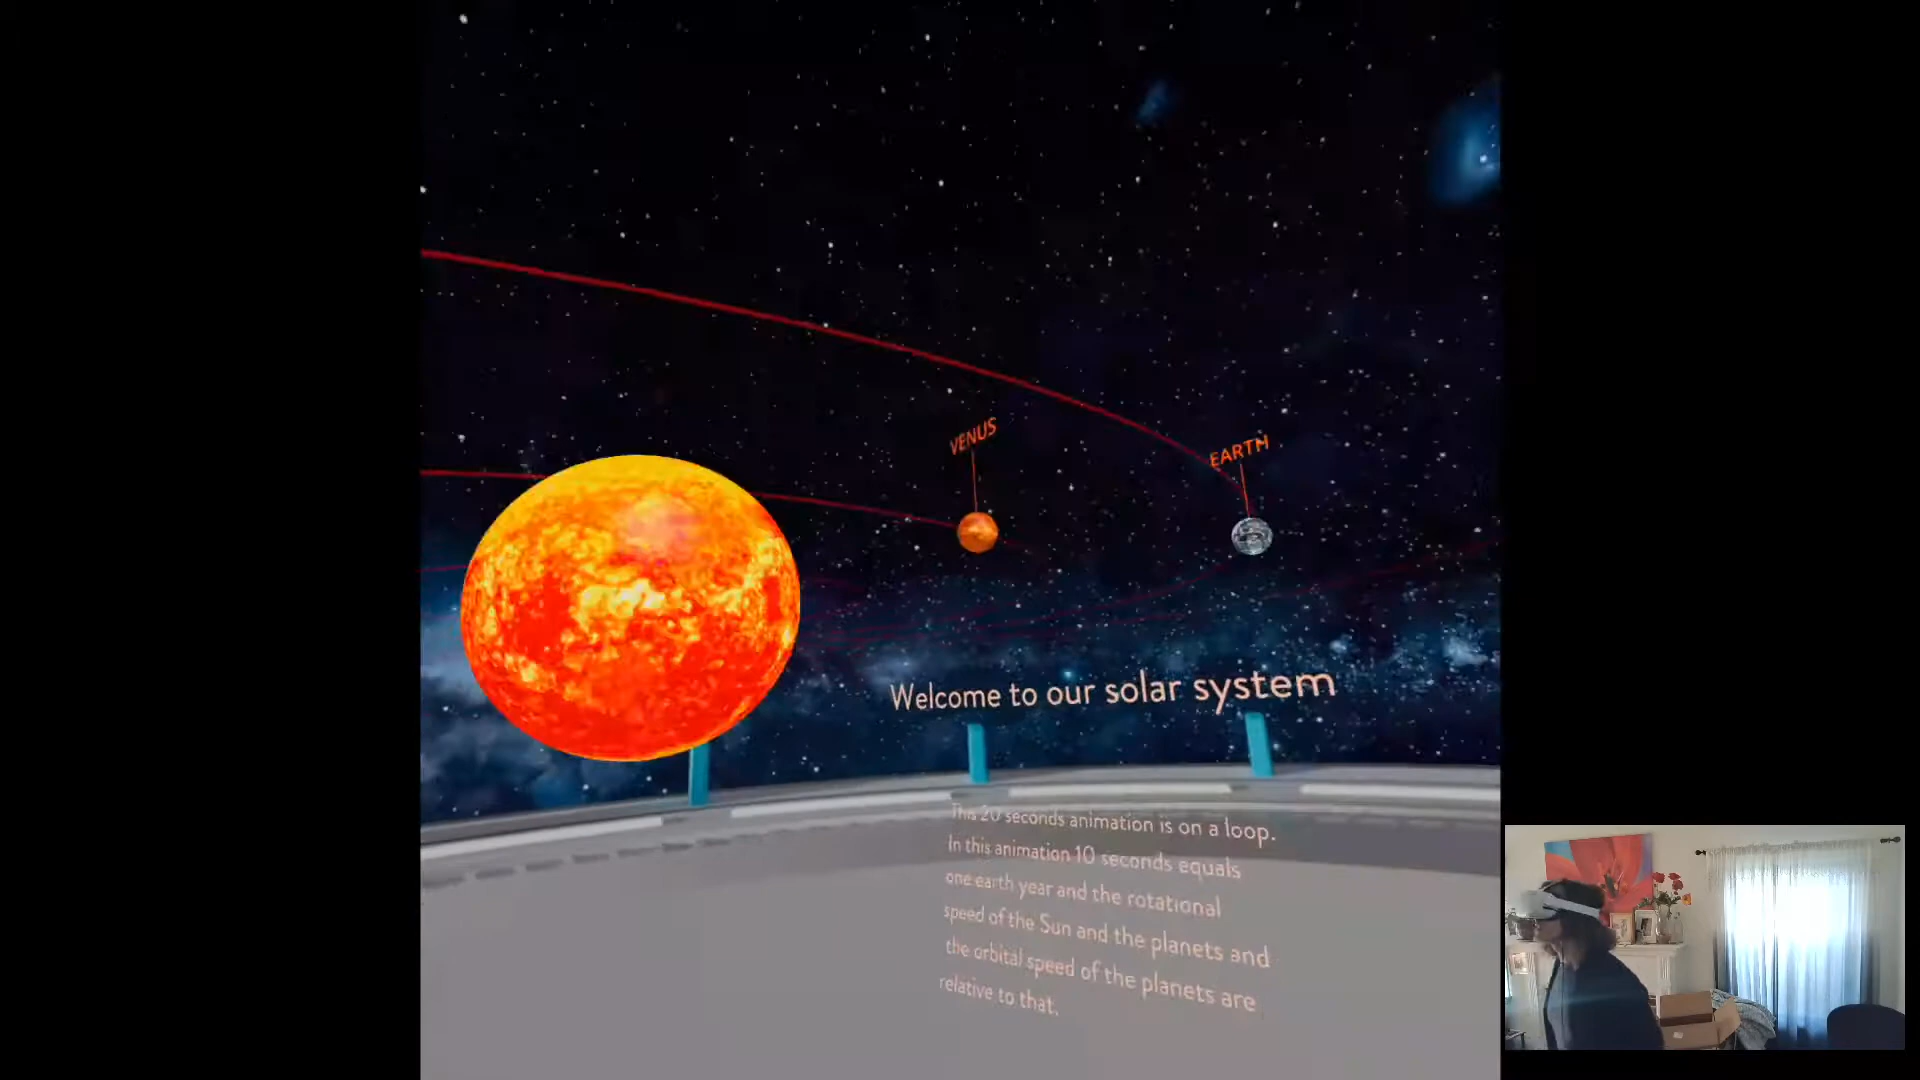 VENUS
EARTH
Welcome to our solar system
This 20 seconds animation is on a loop.
In this animation 10 seconds equals
one earth year and the rotational
speed of the Sun and the planets and
the orbital speed of the planets are
relative to that.